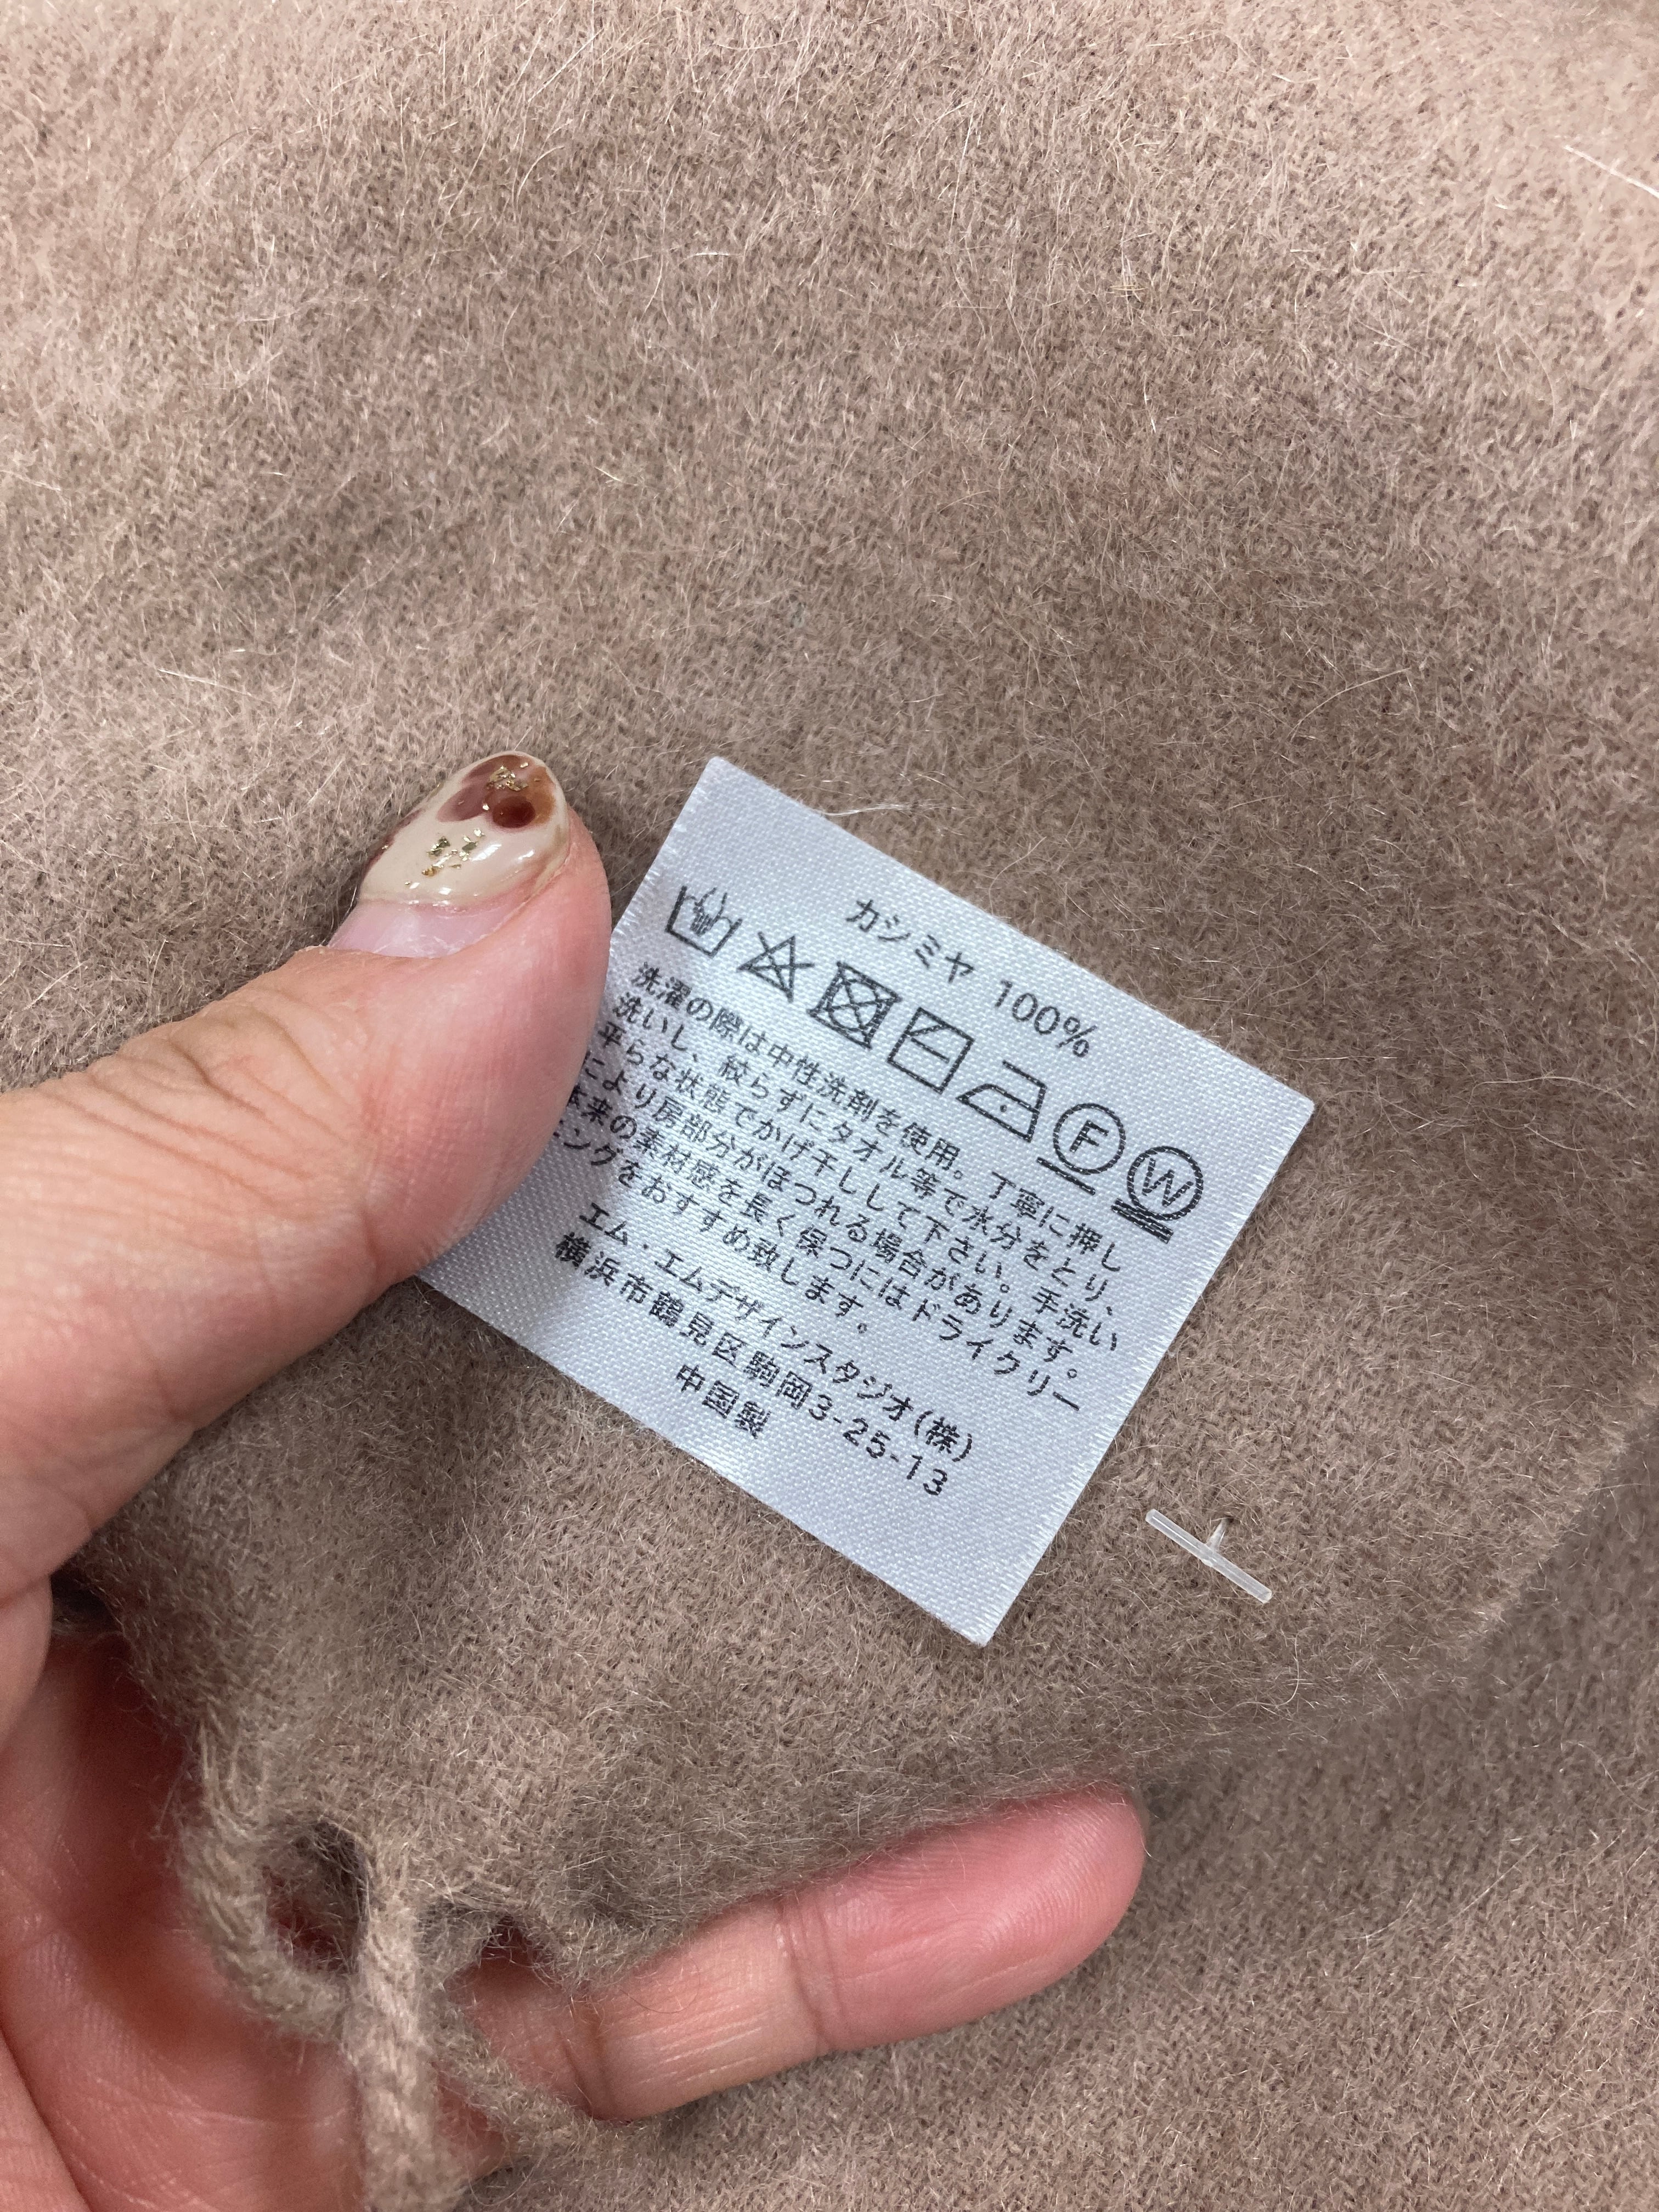 カシミヤ 100%
F W
洗濯の際は中性洗剤を使用。丁寧に押し
洗いし、絞らずにタオル等で水分をとり、
平らな状態でかげ干しして下さい。手洗い
により房部分がほつれる場合があります。
本来の素材感を長く保つにはドライクリー
ニングをおすすめ致します。
エム・エムデザインスタジオ(株)
横浜市鶴見区駒岡3-25-13
中国製